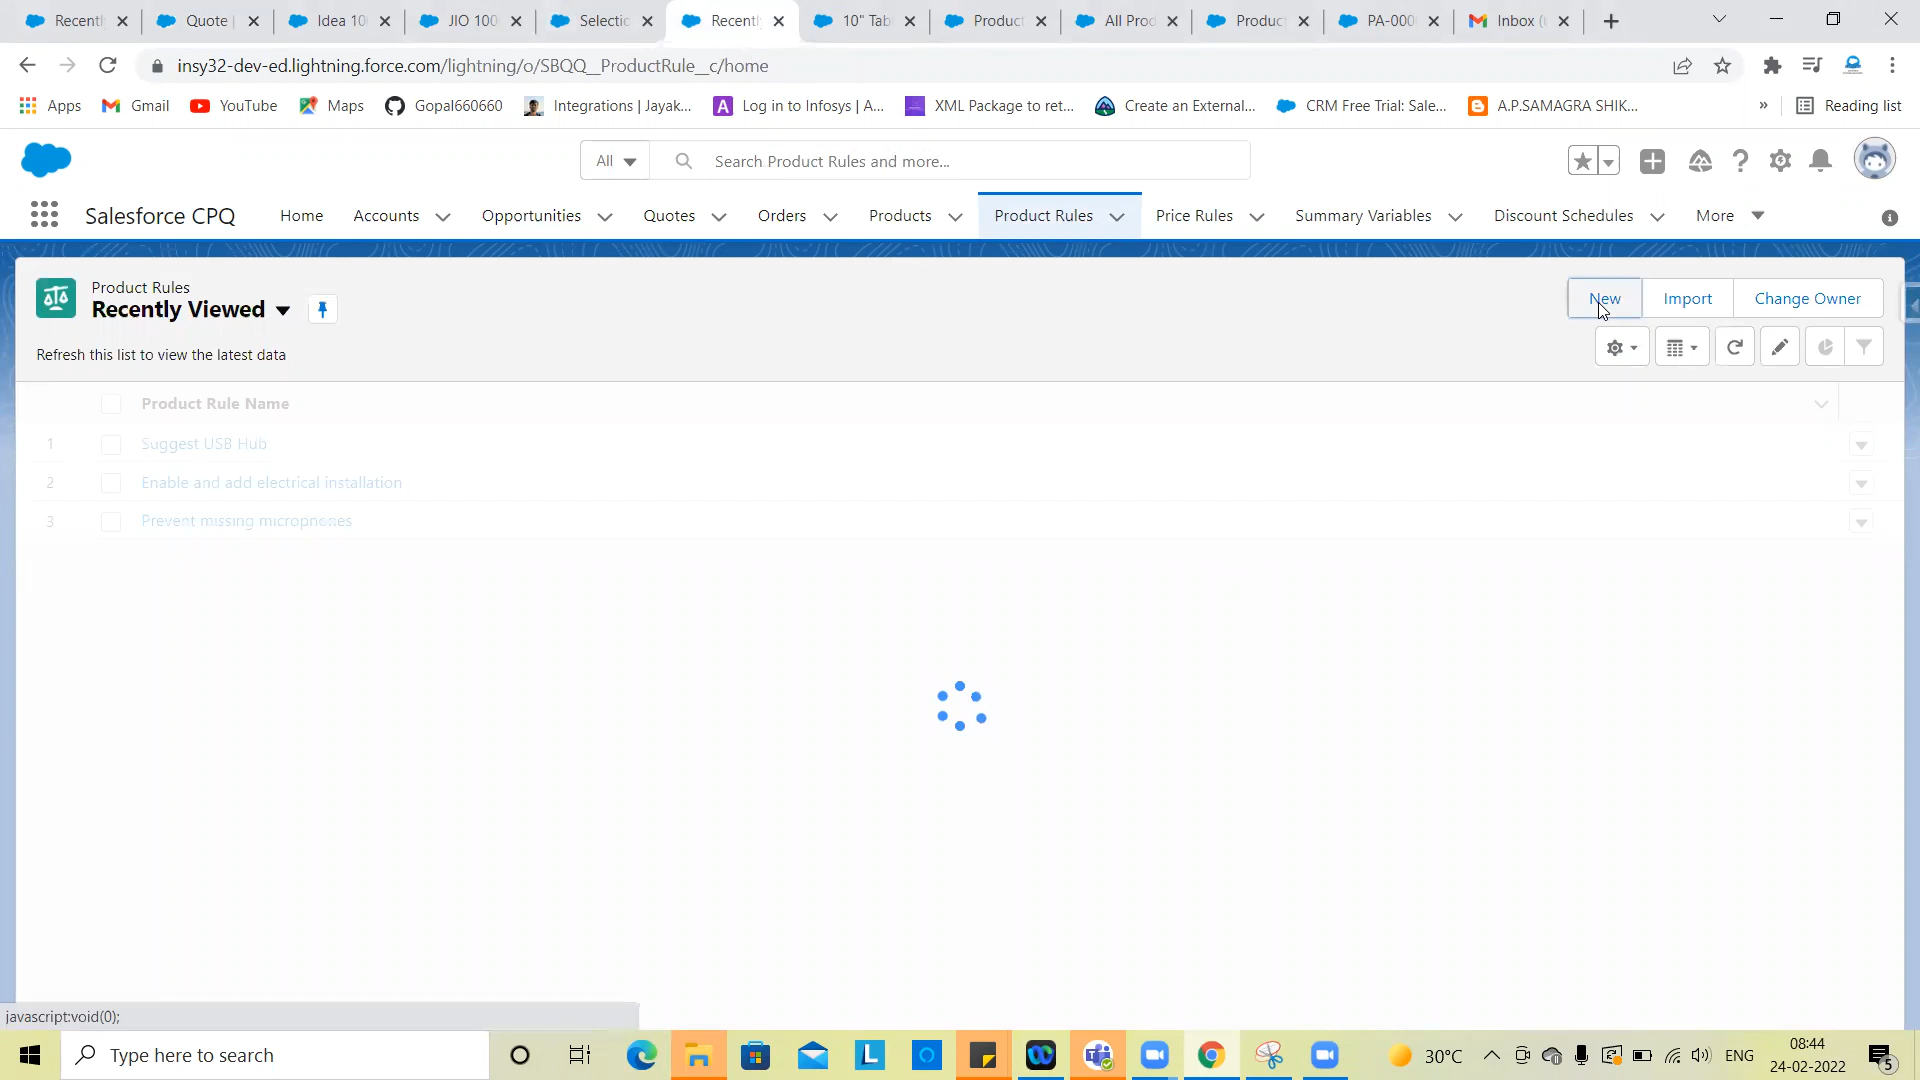 Recentl
Quote
Idea 10
JIO 100
Selectio
Recentl
10" Tab
Product
All Prod
Product
PA-000
Inbox (
insy32-dev-ed.lightning.force.com/lightning/o/SBQQ__ProductRule__c/home
Apps
Gmail
YouTube
Maps
Gopal660660
Integrations | Jayak...
Log in to Infosys | A...
XML Package to ret...
Create an External...
CRM Free Trial: Sale...
A.P.SAMAGRA SHIK...
»
Reading list
All
Search Product Rules and more...
Salesforce CPQ
Home
Accounts
Opportunities
Quotes
Orders
Products
Product Rules
Price Rules
Summary Variables
Discount Schedules
More
Product Rules
Recently Viewed
New
Import
Change Owner
Refresh this list to view the latest data
Product Rule Name
1 Suggest USB Hub
2 Enable and add electrical installation
3 Prevent missing microphones
javascript:void(0);
Type here to search
30°C
ENG
08:44
24-02-2022
5